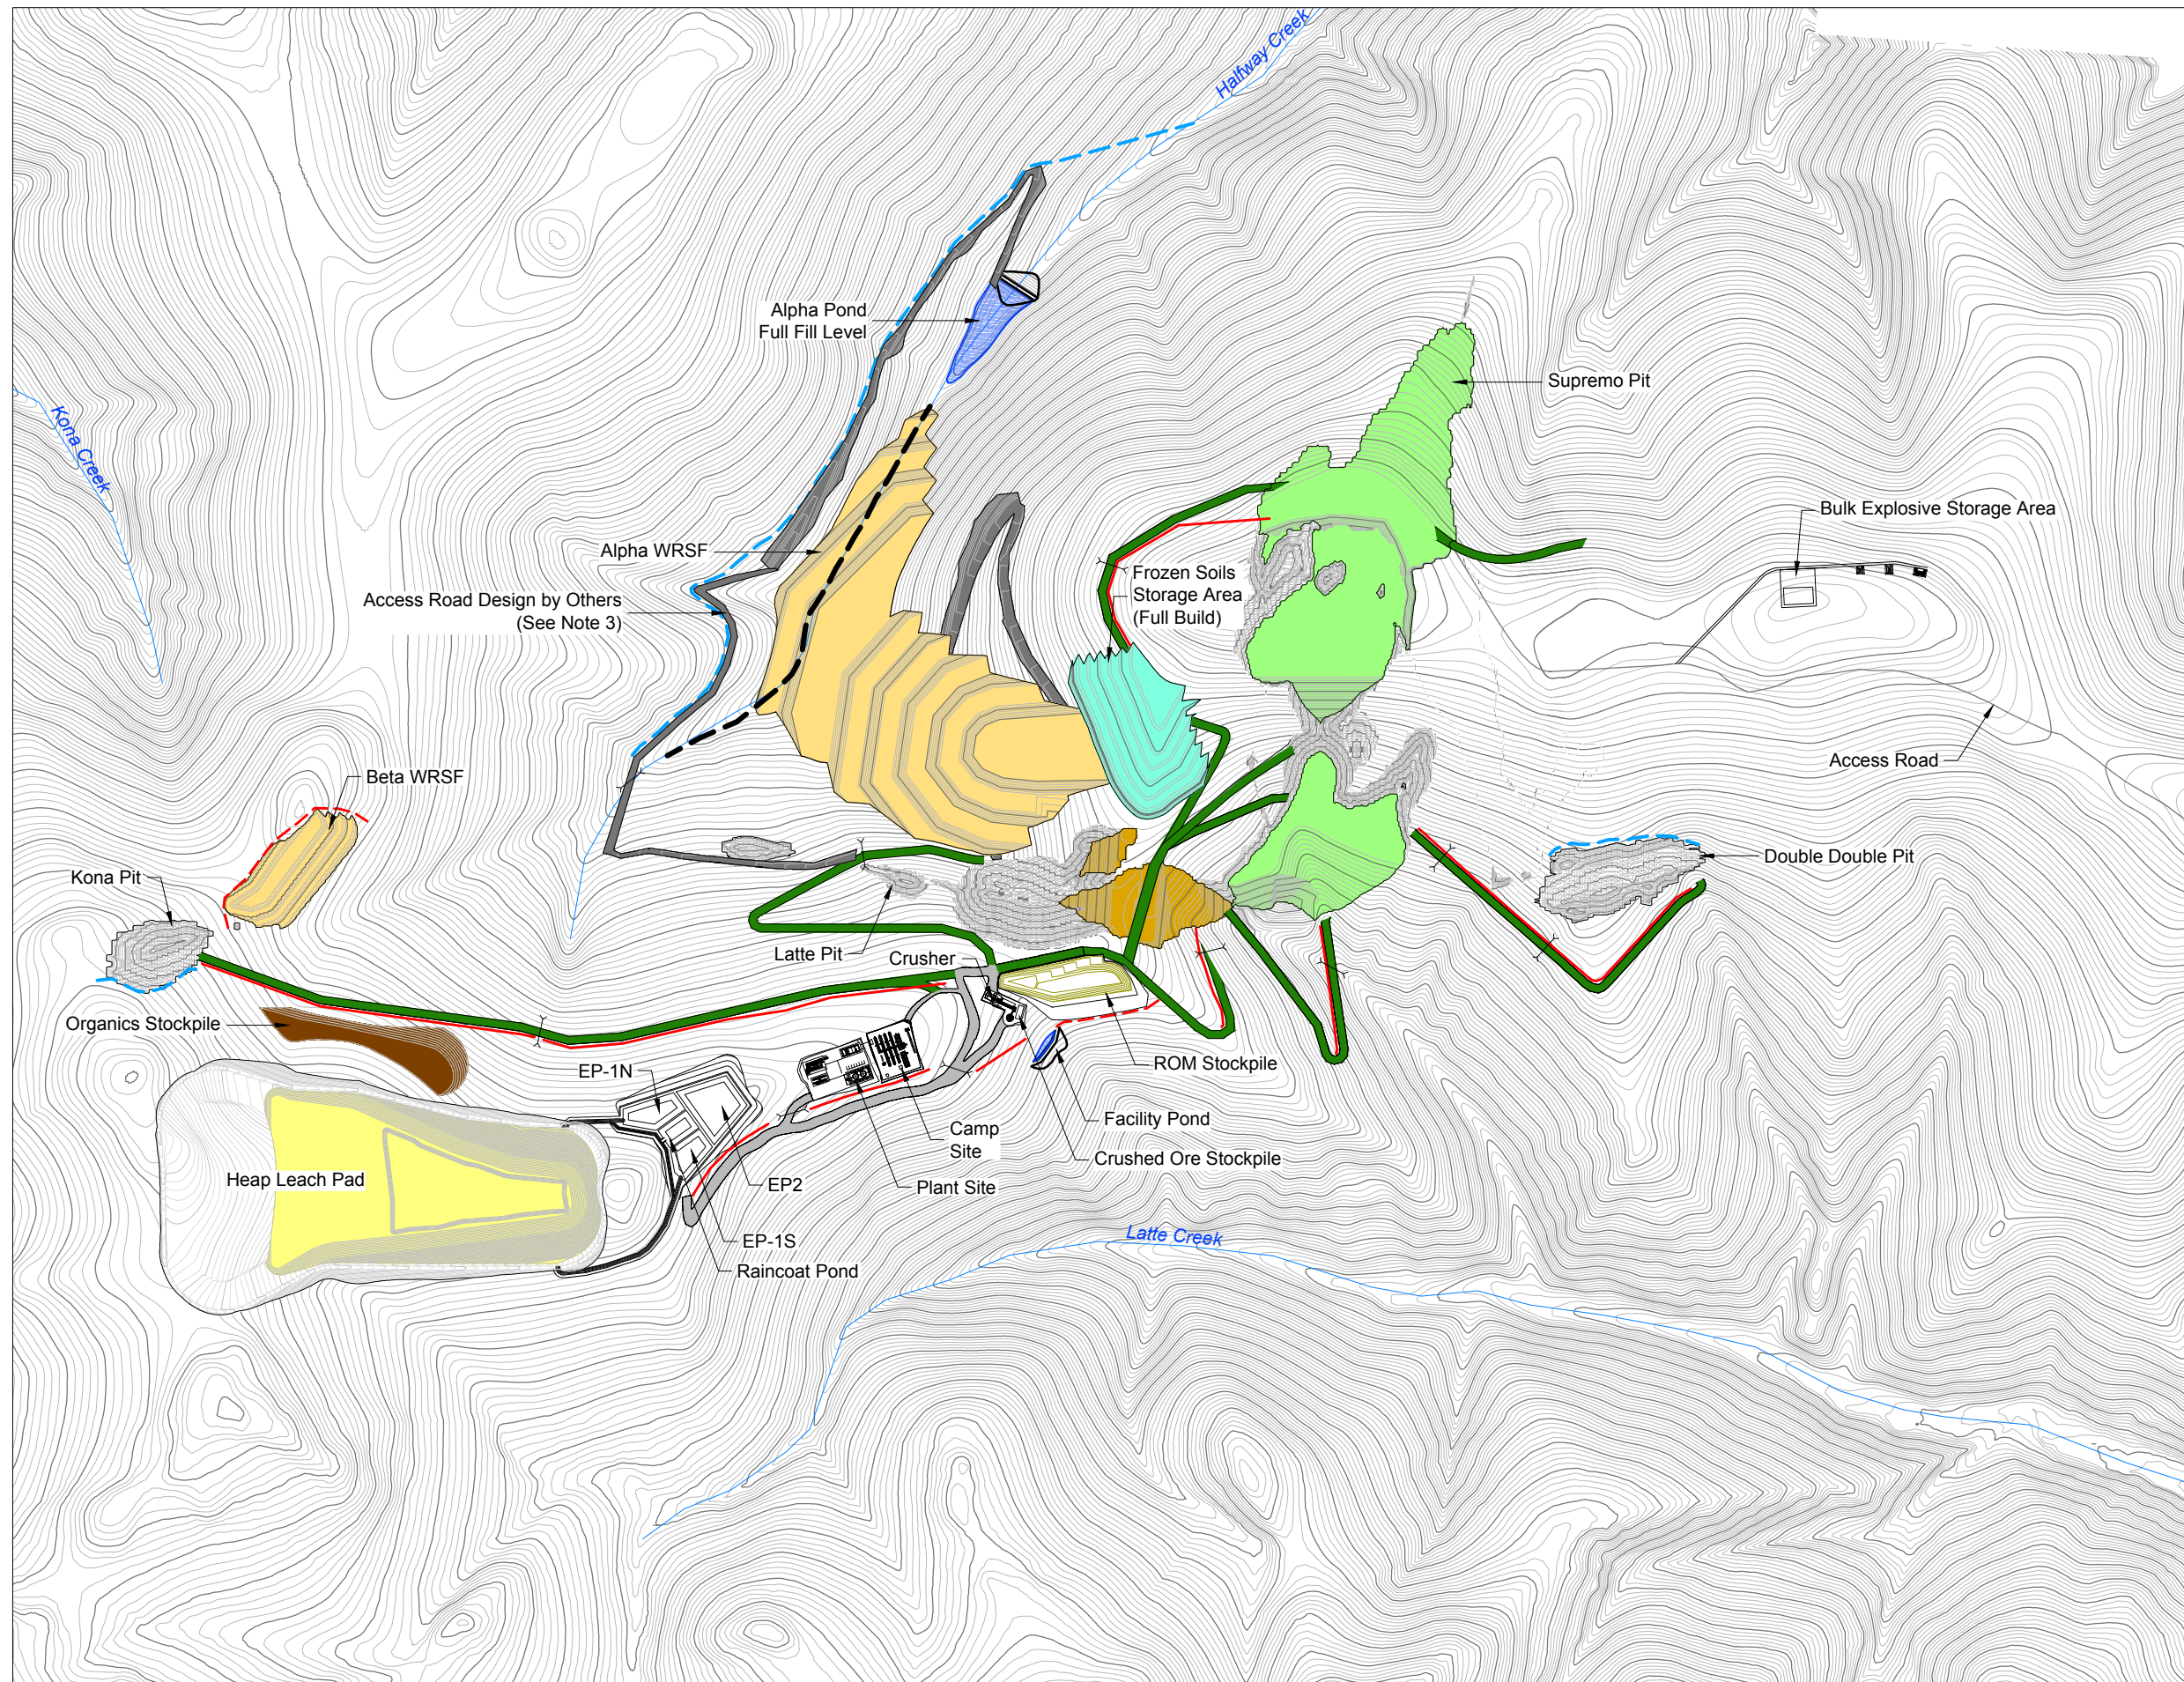 Halfway Creek
Alpha Pond
Full Fill Level
Supremo Pit
Kona Creek
Bulk Explosive Storage Area
Alpha WRSF
Frozen Soils
Storage Area
(Full Build)
Access Road Design by Others
(See Note 3)
Access Road
Beta WRSF
Double Double Pit
Kona Pit
Latte Pit
Crusher
Organics Stockpile
ROM Stockpile
EP-1N
Facility Pond
Camp
Site
Crushed Ore Stockpile
Heap Leach Pad
EP2
Plant Site
Latte Creek
EP-1S
Raincoat Pond